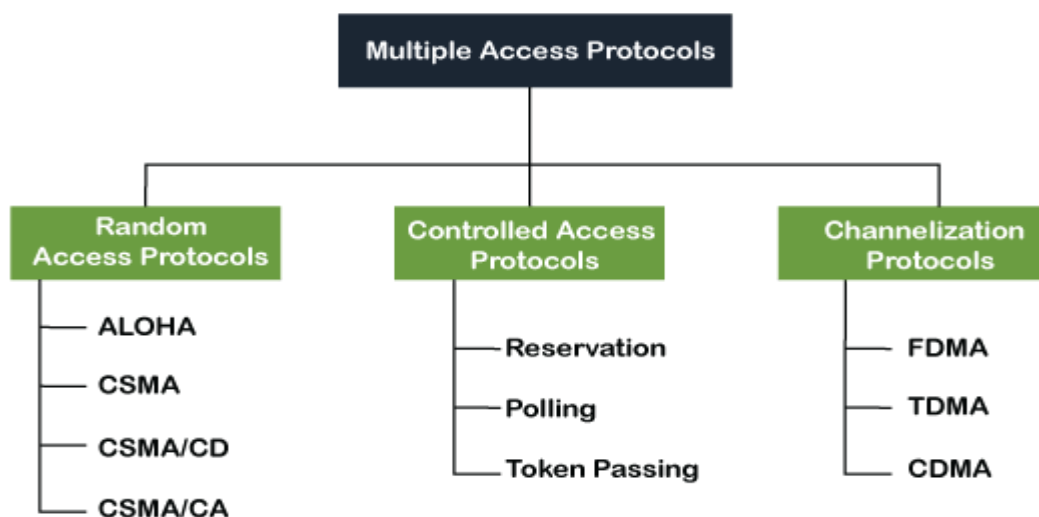 Multiple Access Protocols
Random
Access Protocols
ALOHA
CSMA
CSMA/CD
CSMA/CA
Controlled Access
Protocols
Reservation
Polling
Token Passing
Channelization
Protocols
FDMA
TDMA
CDMA